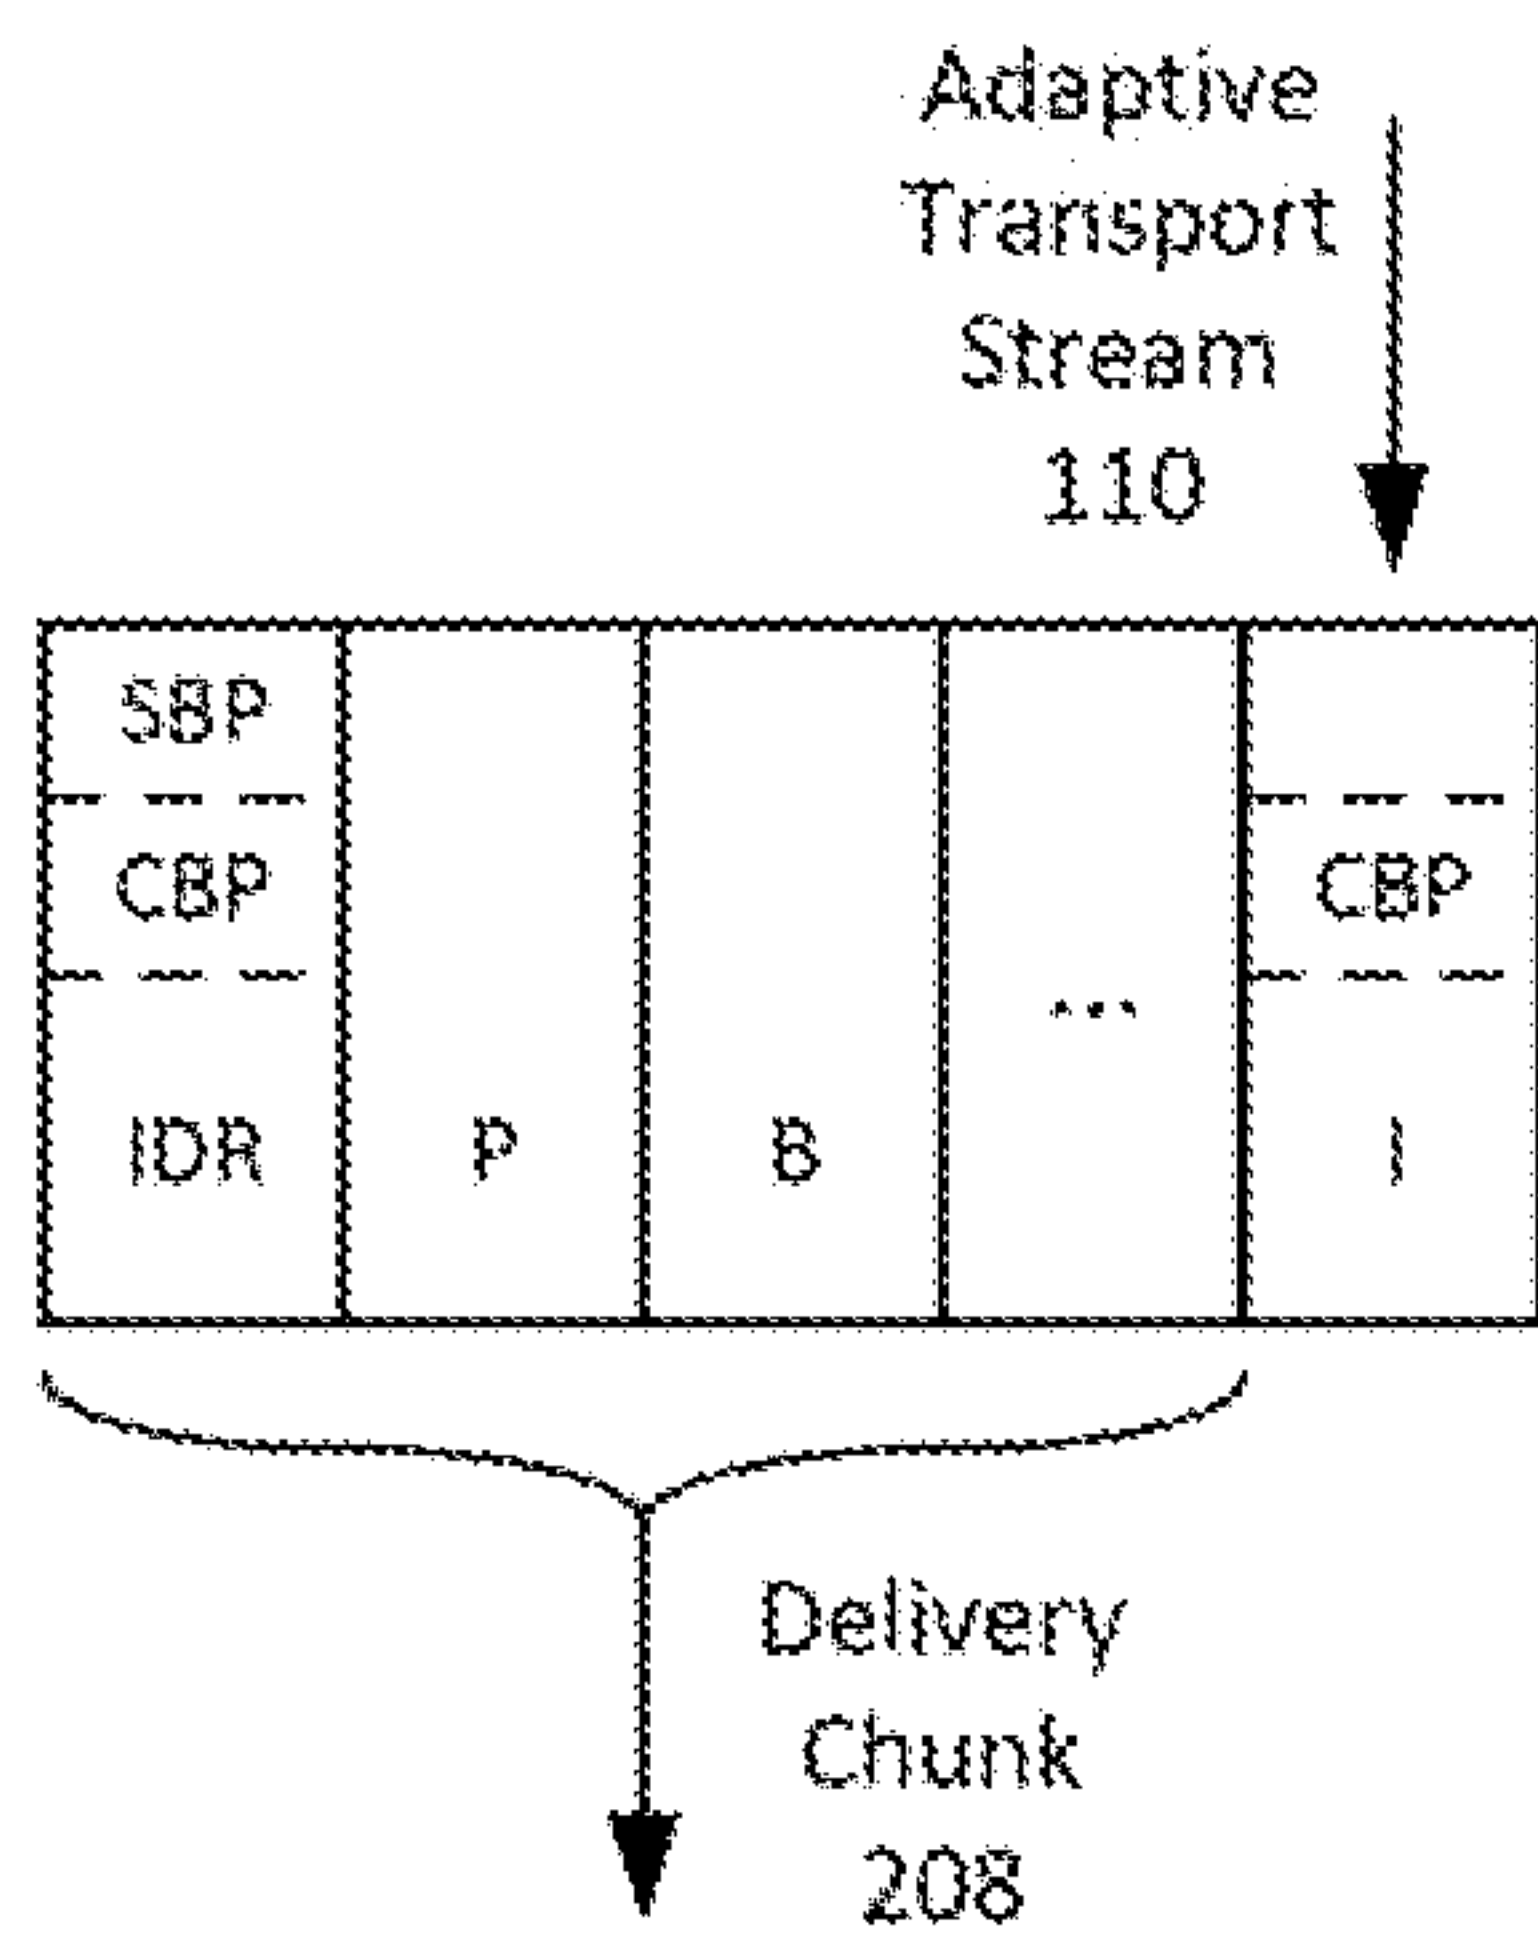 Adaptive
Transport
Stream
110
SBP
CBP CBP
IDR P B ... I
Delivery
Chunk
208